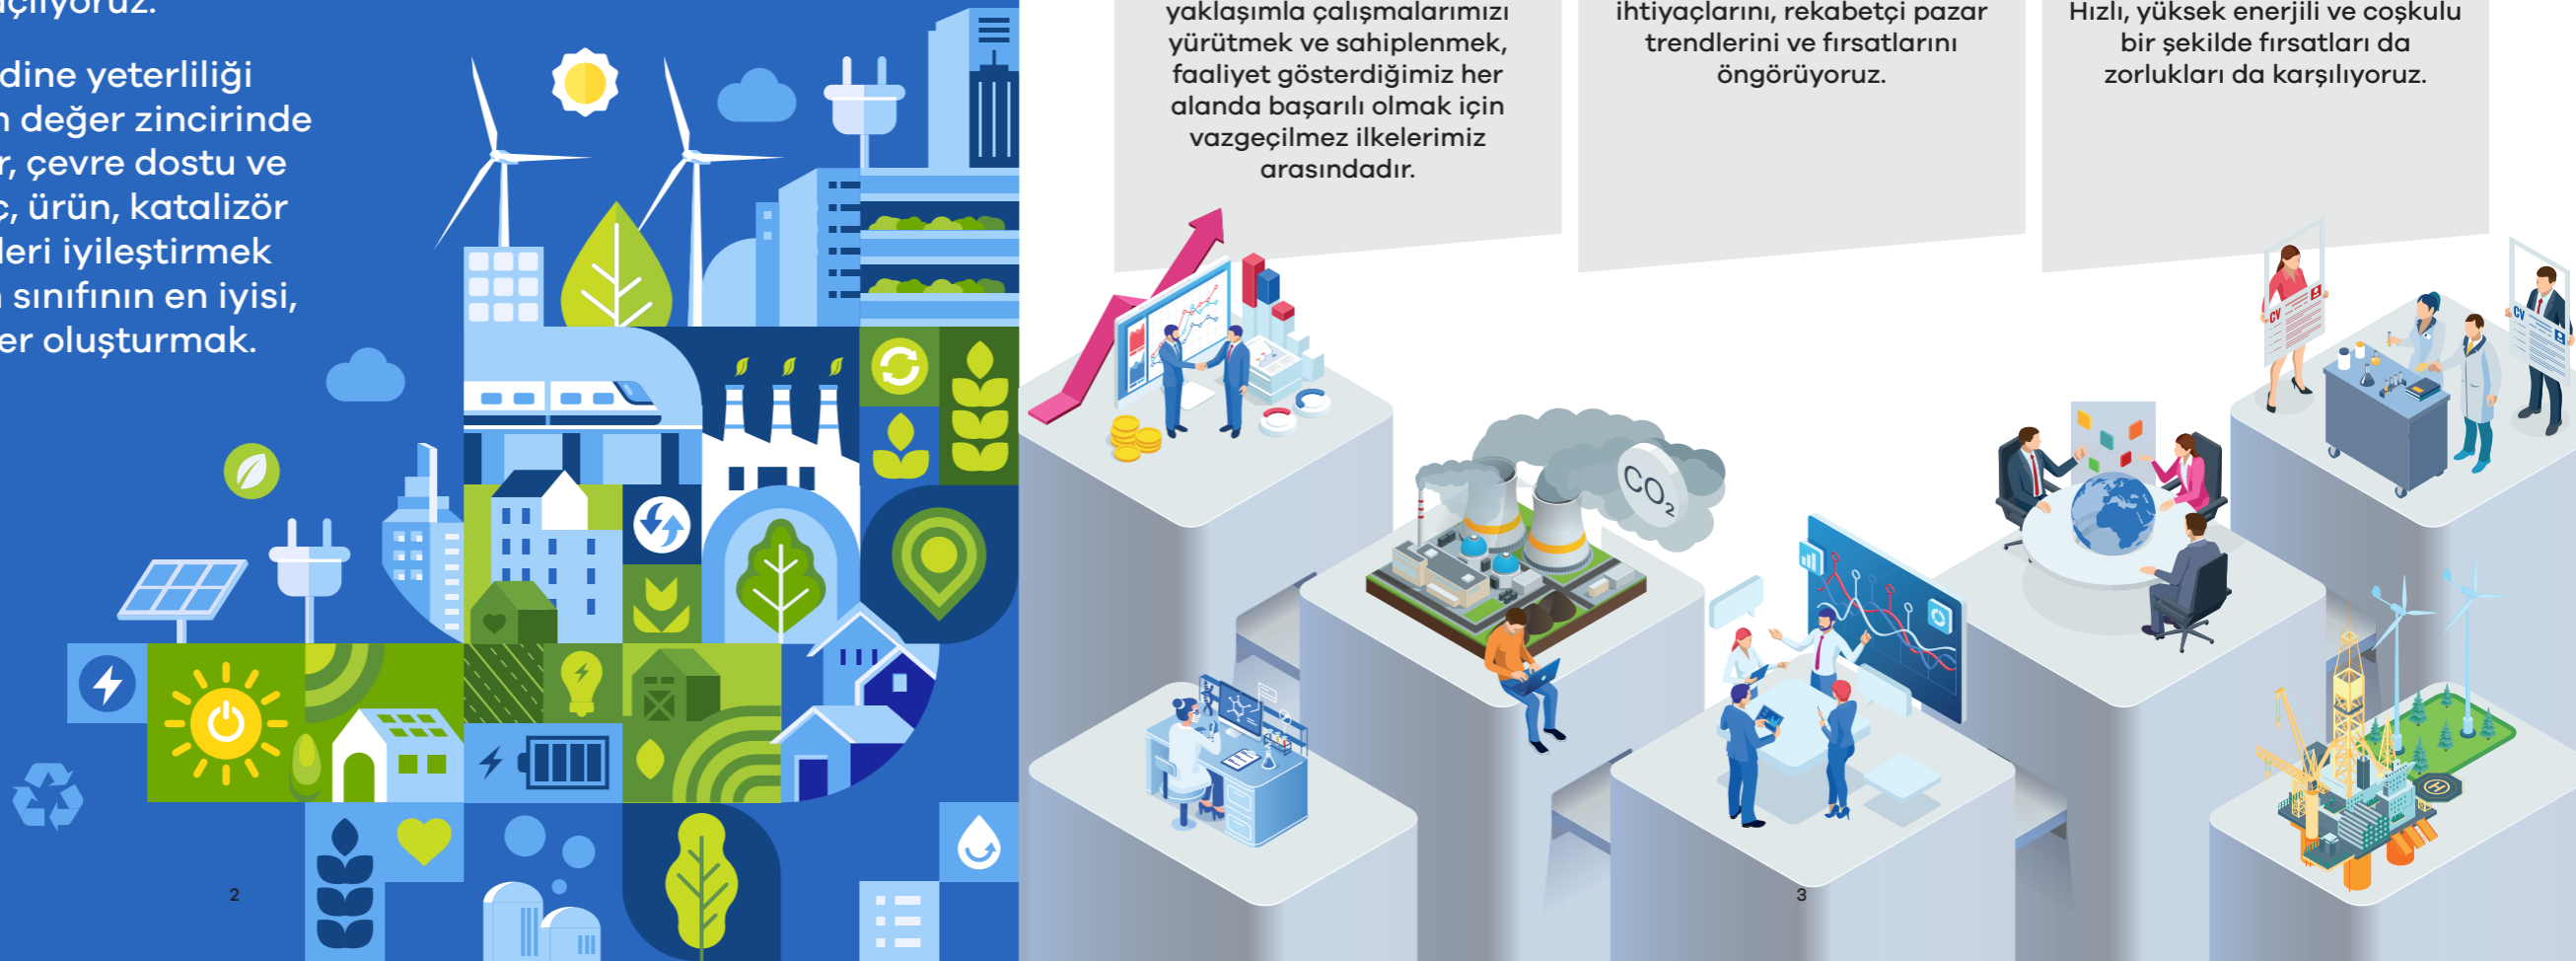 açılıyoruz.
dine yeterliliği
n değer zincirinde
r, çevre dostu ve
ç, ürün, katalizör
leri iyileştirmek
n sınıfının en iyisi,
er oluşturmak.
2
yaklaşımla çalışmalarımızı
yürütmek ve sahiplenmek,
faaliyet gösterdiğimiz her
alanda başarılı olmak için
vazgeçilmez ilkelerimiz
arasındadır.
ihtiyaçlarını, rekabetçi pazar
trendlerini ve fırsatlarını
öngörüyoruz.
Hızlı, yüksek enerjili ve coşkulu
bir şekilde fırsatları da
zorlukları da karşılıyoruz.
CV
CV
CO₂
H
3